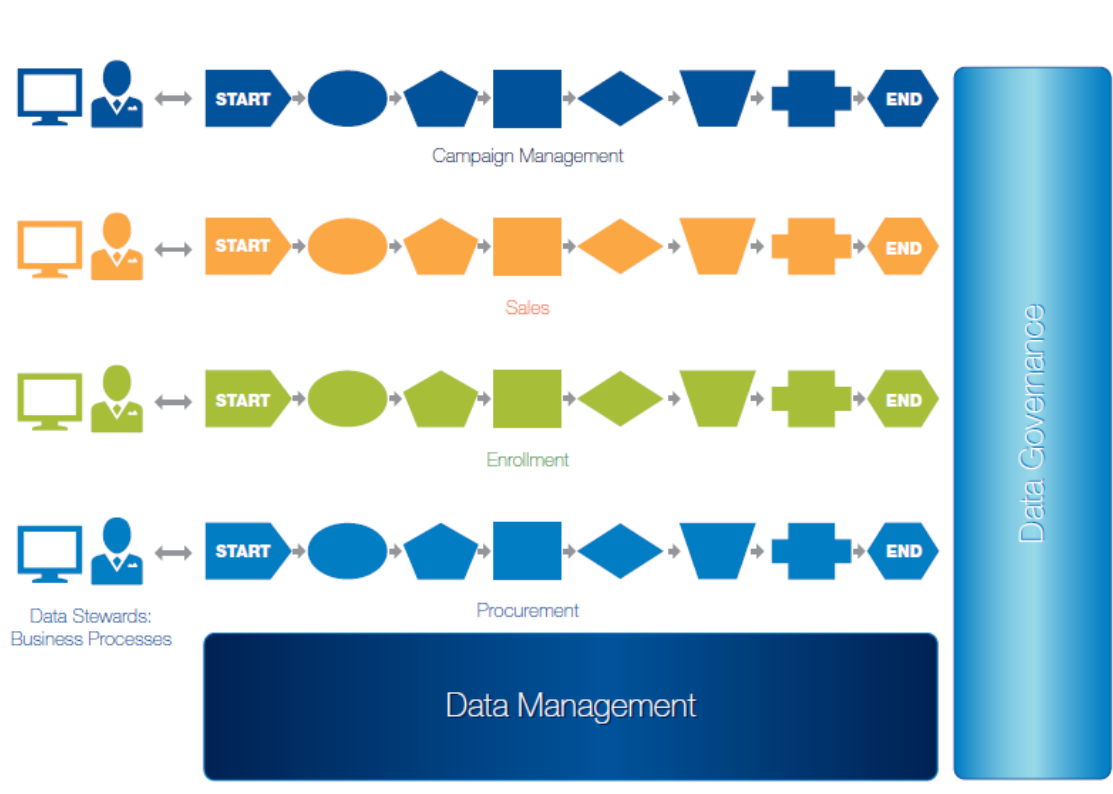 START
END
Campaign Management
START
END
Sales
START
END
Enrollment
START
END
Procurement
Data Stewards:
Business Processes
Data Management
Data Governance